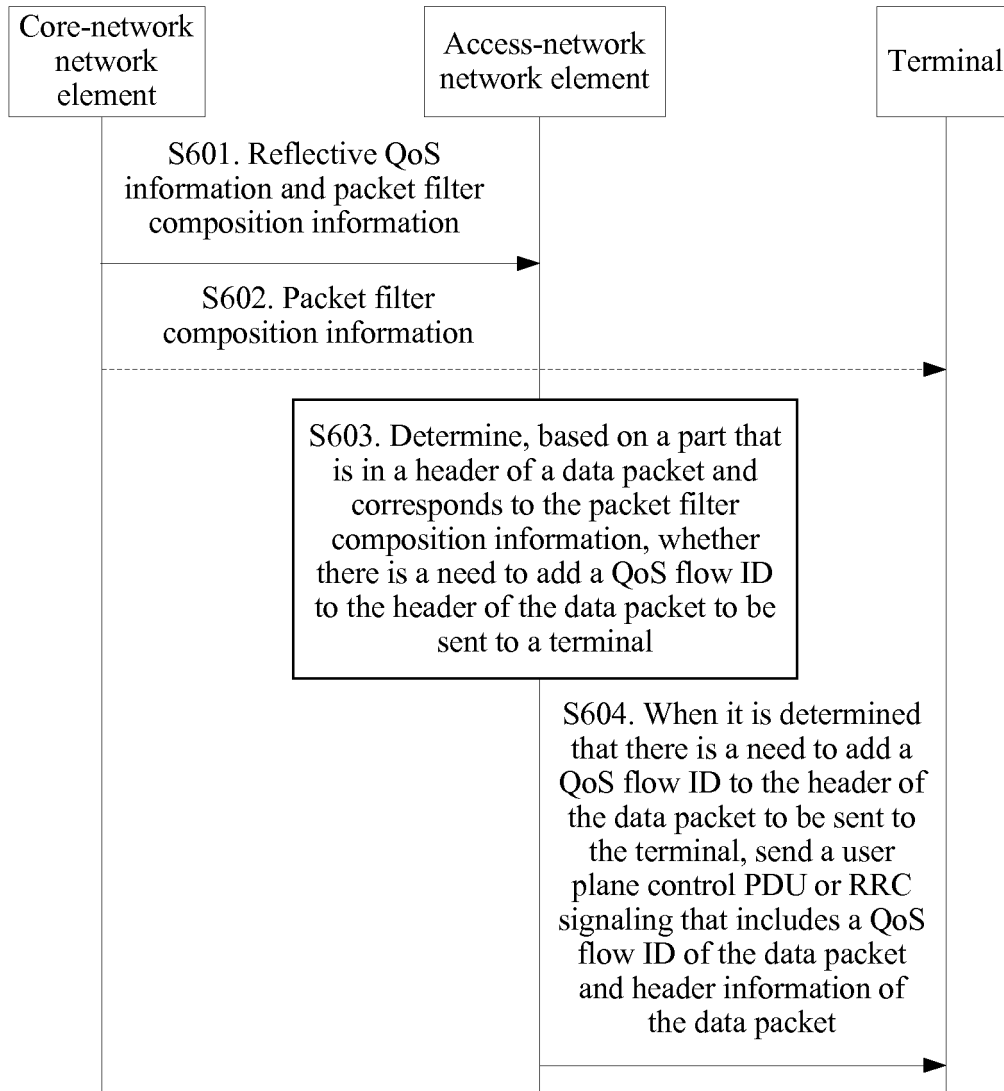 Core-network
network
element
Access-network
network element
Terminal
S601. Reflective QoS
information and packet filter
composition information
S602. Packet filter
composition information
S603. Determine, based on a part that
is in a header of a data packet and
corresponds to the packet filter
composition information, whether
there is a need to add a QoS flow ID
to the header of the data packet to be
sent to a terminal
S604. When it is determined
that there is a need to add a
QoS flow ID to the header of
the data packet to be sent to
the terminal, send a user
plane control PDU or RRC
signaling that includes a QoS
flow ID of the data packet
and header information of
the data packet